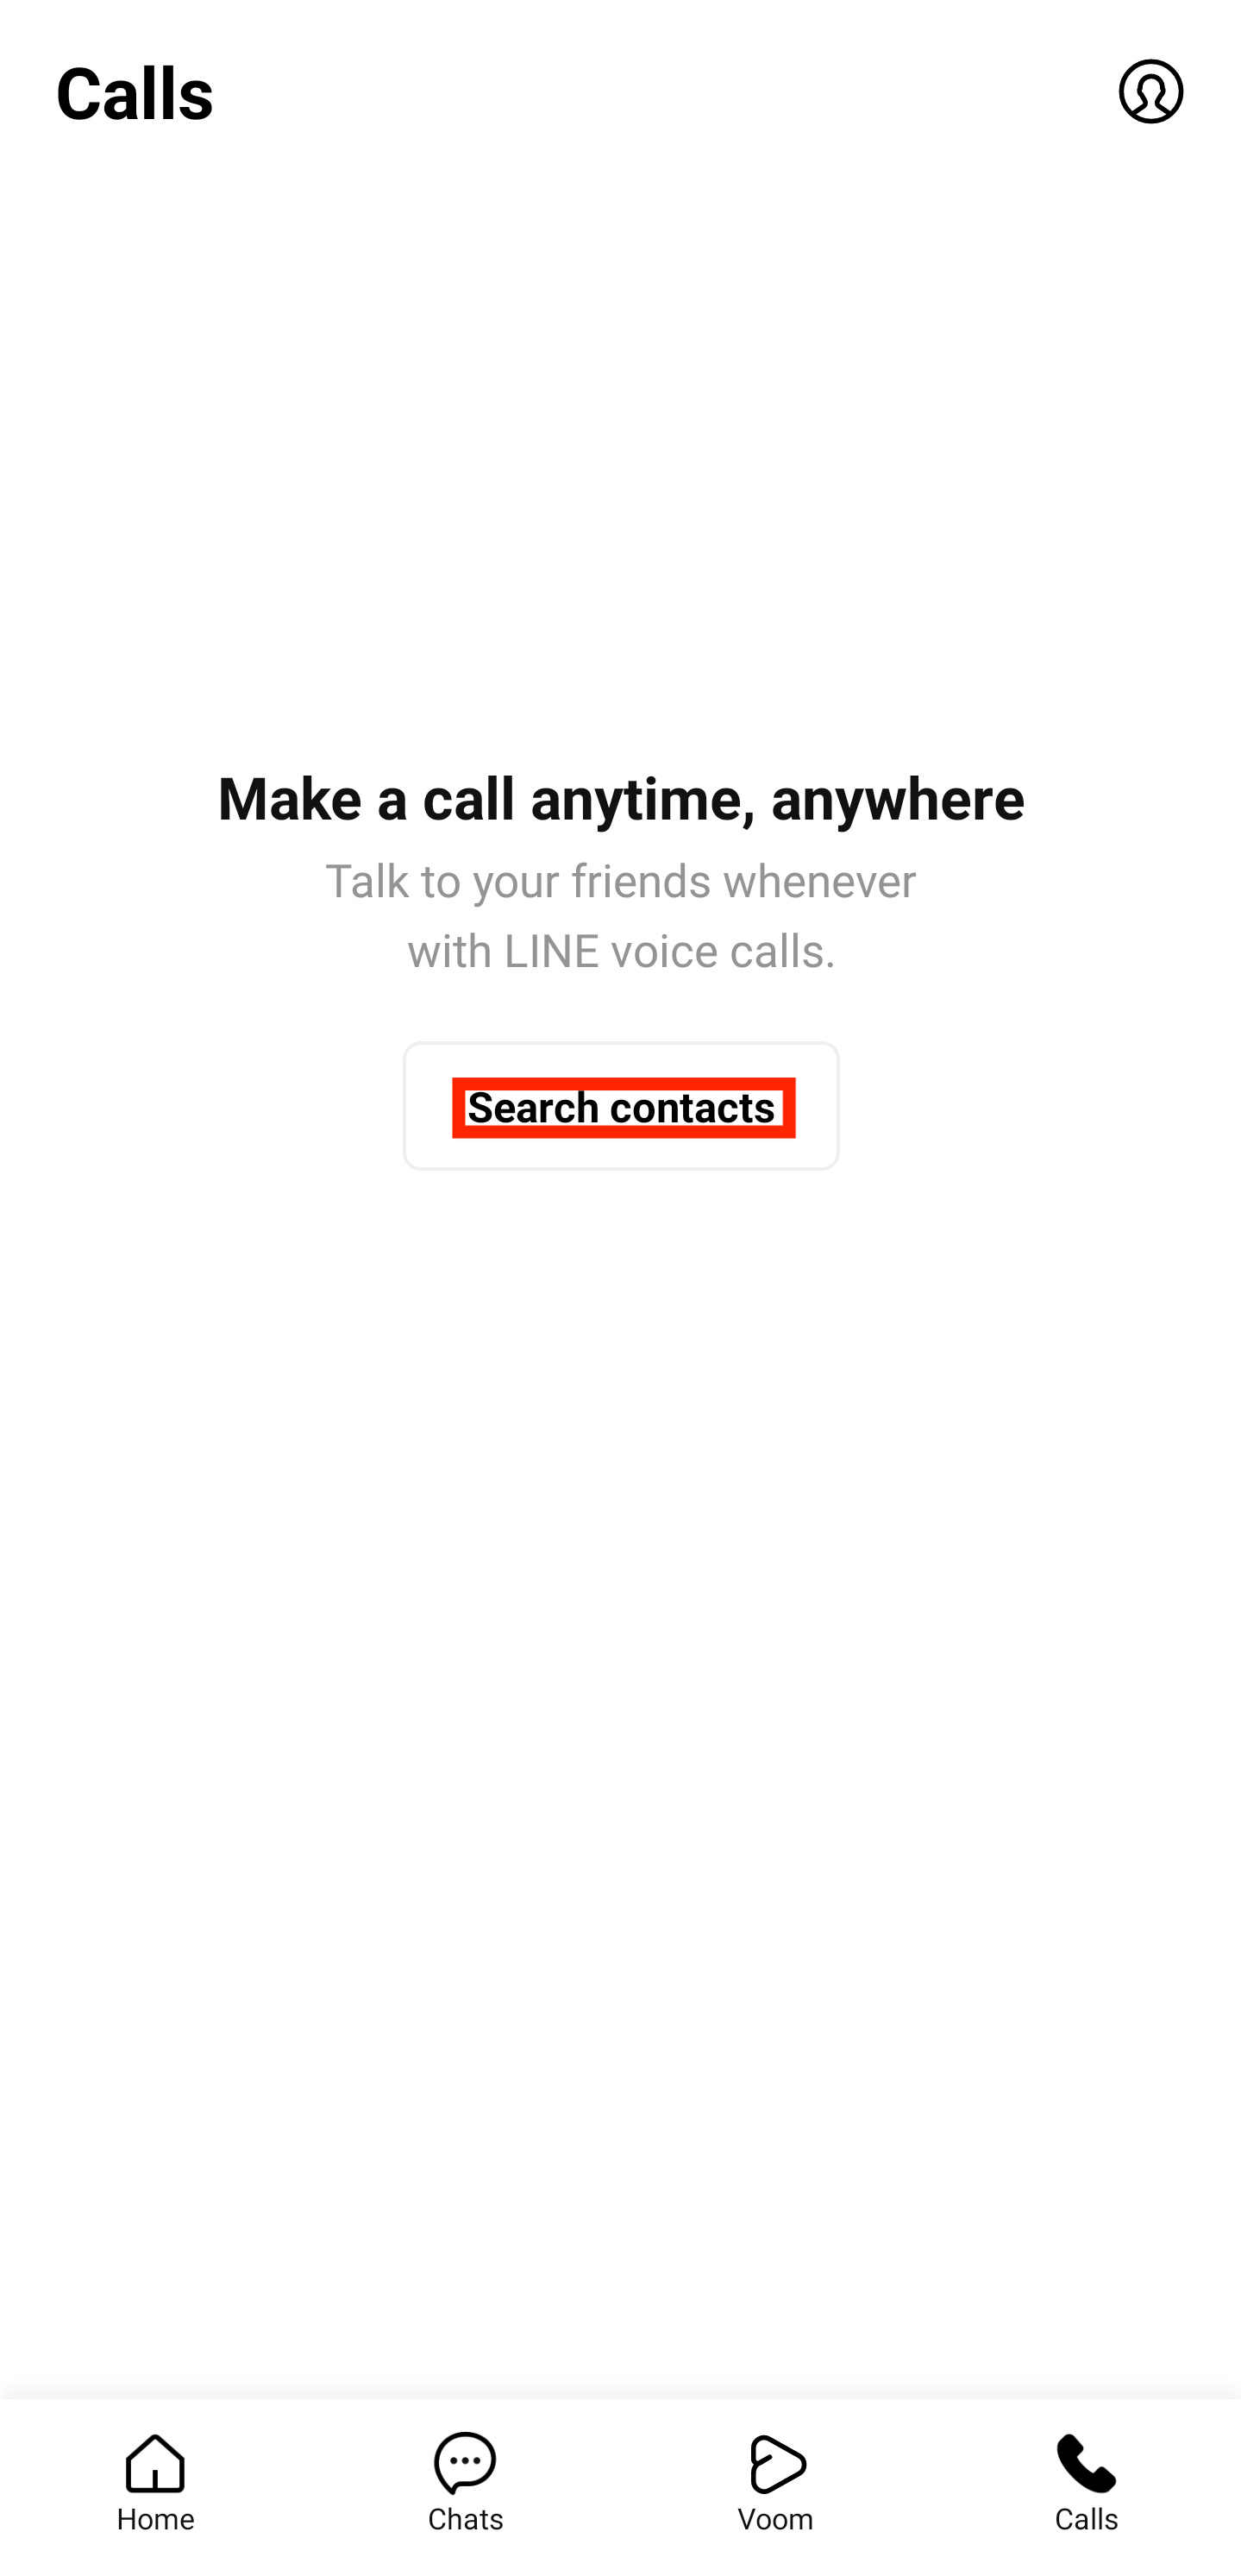 Calls
Make a call anytime, anywhere
Talk to your friends whenever
with LINE voice calls.
Search contacts
Home
Chats
Voom
Calls